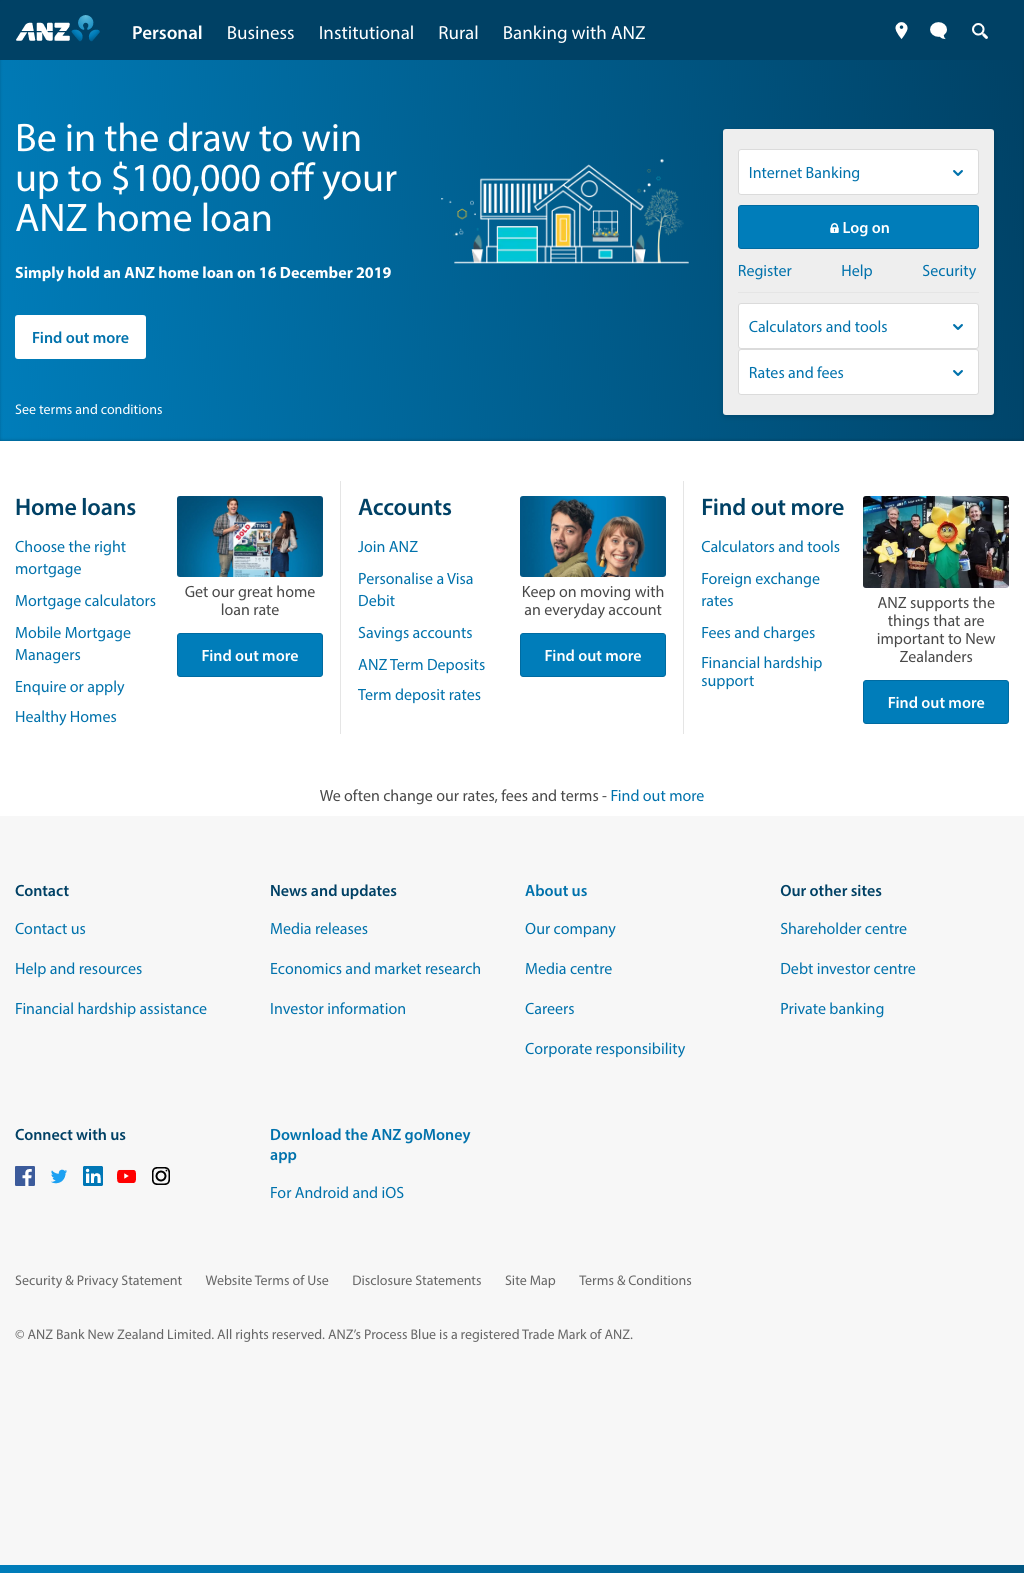 ANZ
Personal
Business
Institutional
Rural
Banking with ANZ
Be in the draw to win
up to $100,000 off your
ANZ home loan
Simply hold an ANZ home loan on 16 December 2019
Find out more
See terms and conditions
Internet Banking
Log on
Register
Help
Security
Calculators and tools
Rates and fees
Home loans
Choose the right
mortgage
Mortgage calculators
Mobile Mortgage
Managers
Enquire or apply
Healthy Homes
SOLD
Get our great home
loan rate
Find out more
Accounts
Join ANZ
Personalise a Visa
Debit
Savings accounts
ANZ Term Deposits
Term deposit rates
Keep on moving with
an everyday account
Find out more
Find out more
Calculators and tools
Foreign exchange
rates
Fees and charges
Financial hardship
support
ANZ supports the
things that are
important to New
Zealanders
Find out more
We often change our rates, fees and terms - Find out more
Contact
Contact us
Help and resources
Financial hardship assistance
News and updates
Media releases
Economics and market research
Investor information
About us
Our company
Media centre
Careers
Corporate responsibility
Our other sites
Shareholder centre
Debt investor centre
Private banking
Connect with us
Download the ANZ goMoney
app
For Android and iOS
Security & Privacy Statement
Website Terms of Use
Disclosure Statements
Site Map
Terms & Conditions
© ANZ Bank New Zealand Limited. All rights reserved. ANZ's Process Blue is a registered Trade Mark of ANZ.